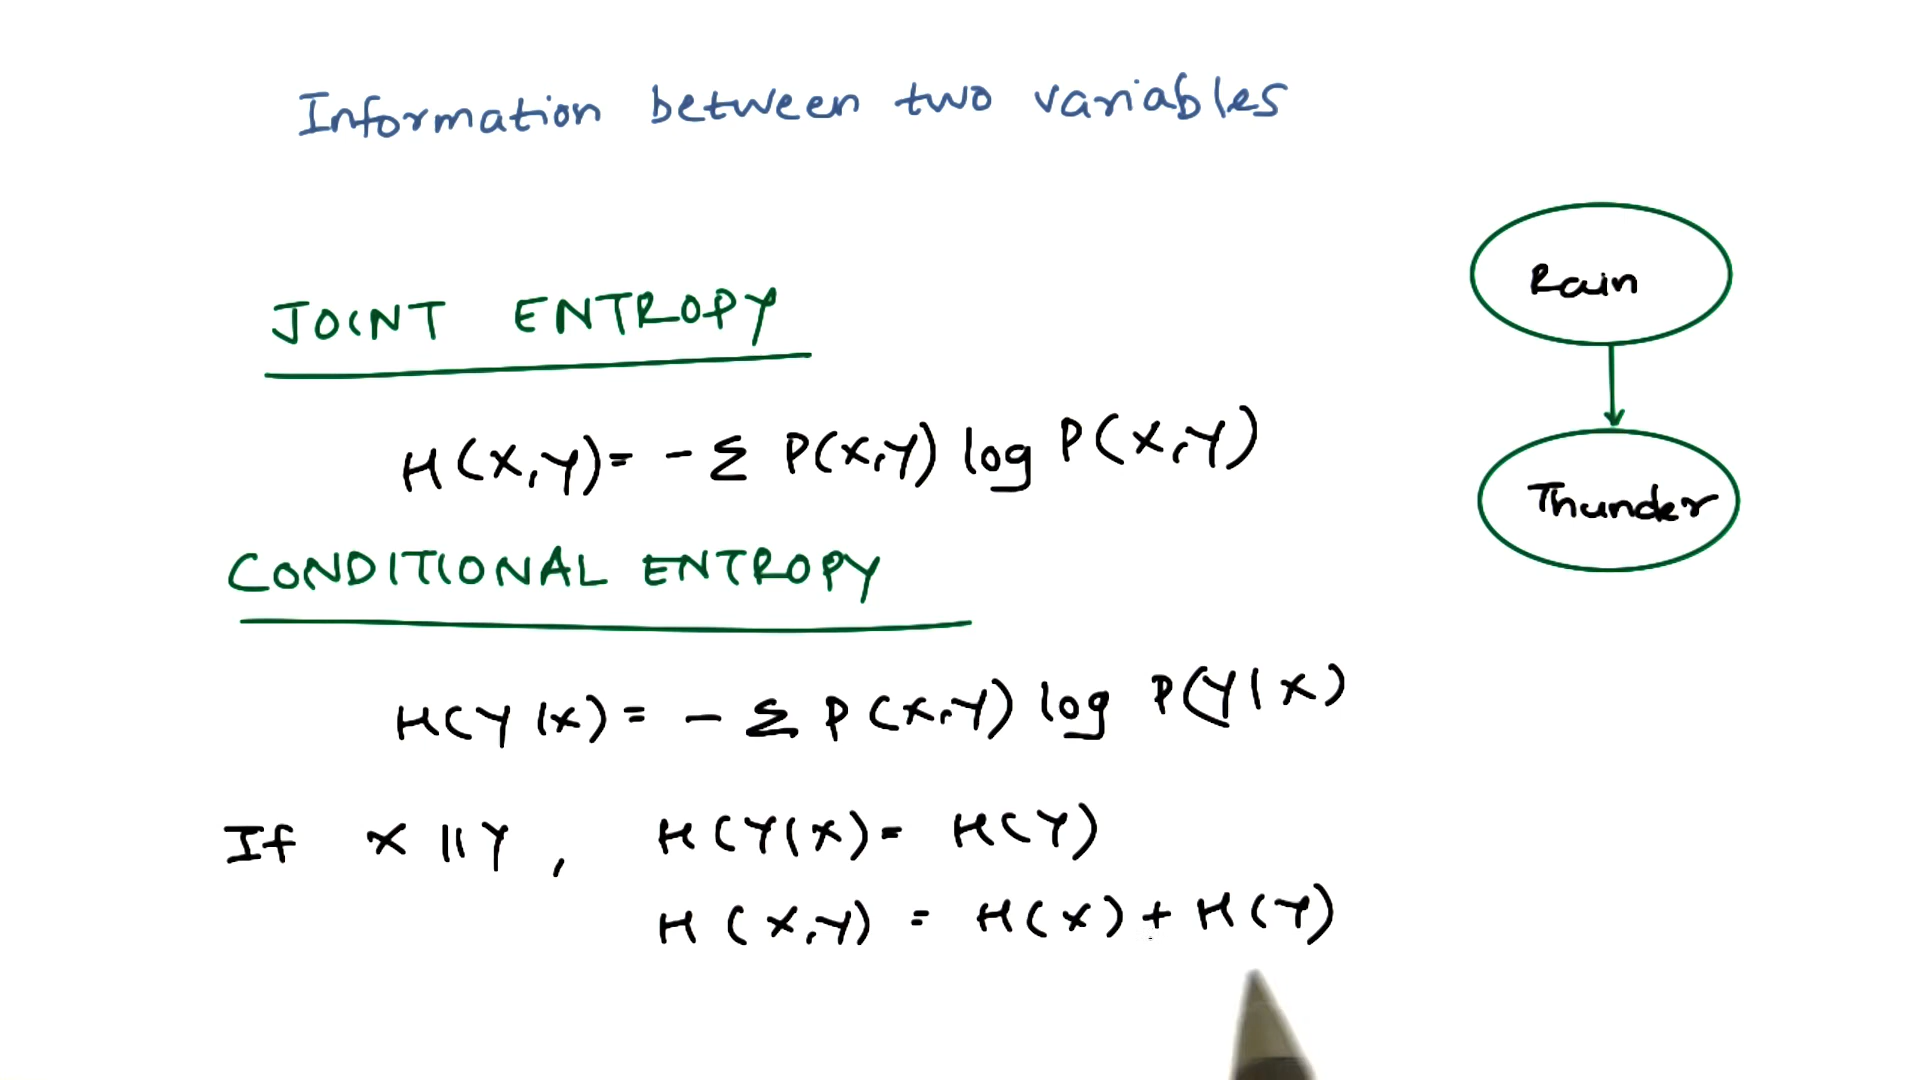 Information between two variables
JOINT ENTROPY
H(X,Y)= - Σ P(X,Y) log P(X,Y)
CONDITIONAL ENTROPY
H(Y|X)= - Σ P(X,Y) log P(Y|X)
If X ⫫ Y, H(Y|X)= H(Y)
H(X,Y) = H(X)+H(Y)
Rain
Thunder